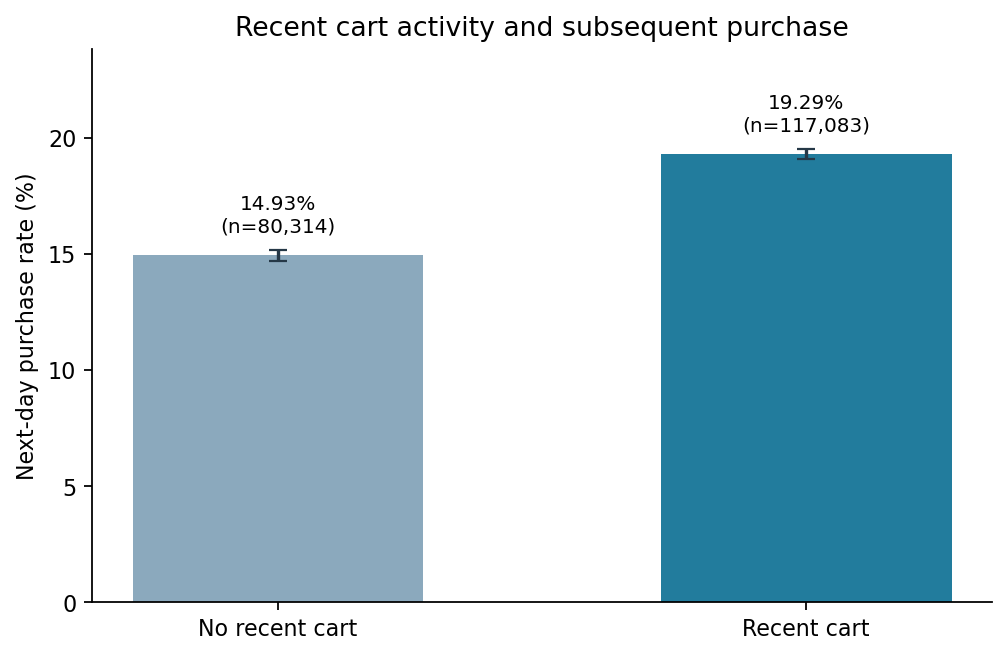 Recent cart activity and subsequent purchase
Next-day purchase rate (%)
20
15
10
5
0
14.93%
(n=80,314)
19.29%
(n=117,083)
No recent cart
Recent cart